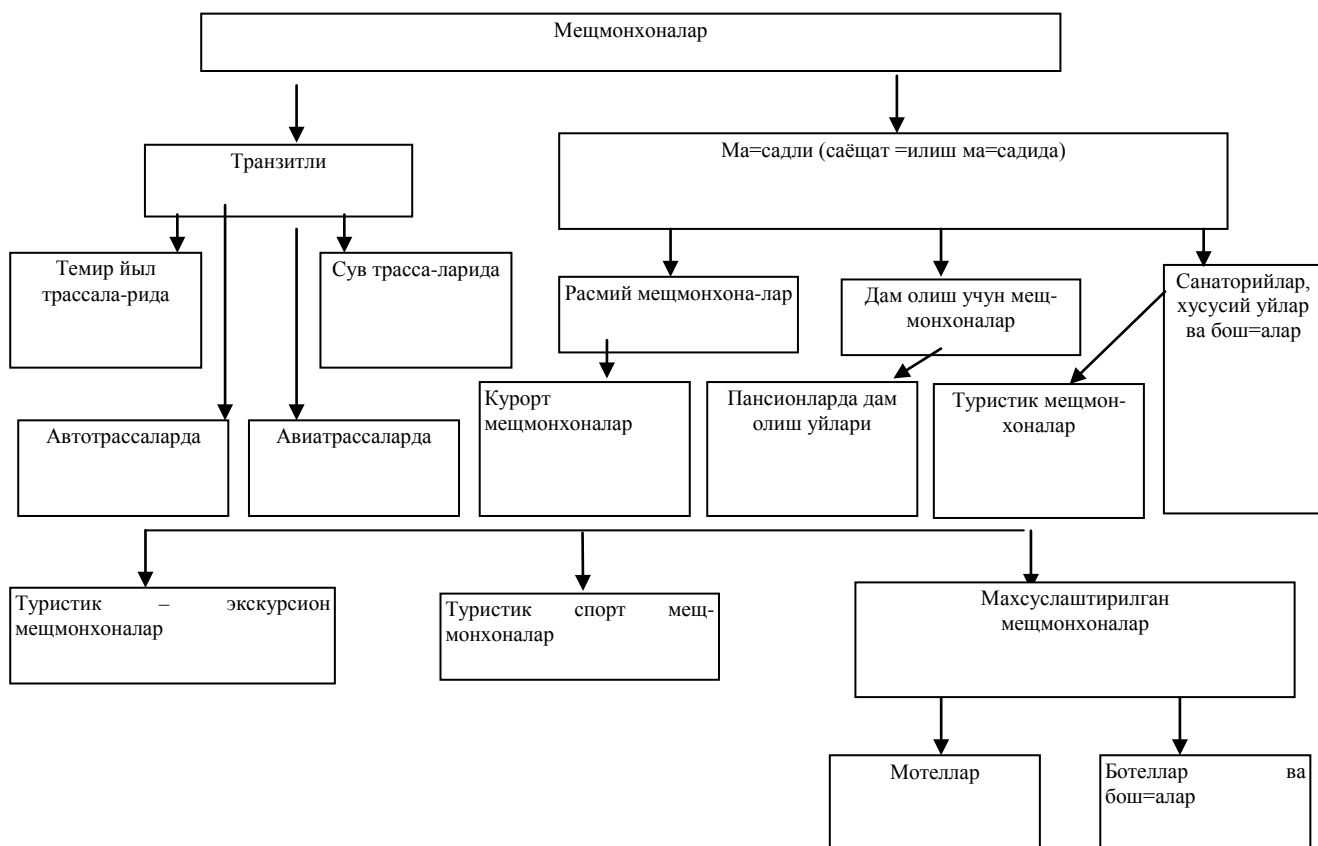 Мещмонхоналар
Транзитли
Ма=садли (саёщат =илиш ма=садида)
Темир йыл
трассала-рида
Сув трасса-ларида
Расмий мещмонхона-лар
Дам олиш учун мещ-
монхоналар
Санаторийлар,
хусусий уйлар
ва бош=алар
Автотрассаларда
Авиатрассаларда
Курорт
мещмонхоналар
Пансионларда дам
олиш уйлари
Туристик мещмон-
хоналар
Туристик – экскурсион
мещмонхоналар
Туристик спорт мещ-
монхоналар
Махсуслаштирилган
мещмонхоналар
Мотеллар
Ботеллар ва
бош=алар